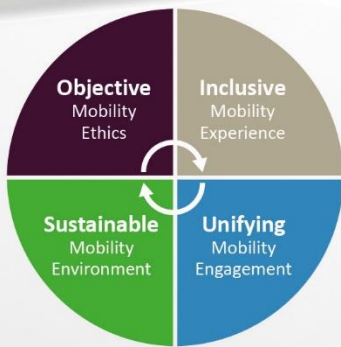 Objective
Mobility
Ethics
Inclusive
Mobility
Experience
Sustainable
Mobility
Environment
Unifying
Mobility
Engagement